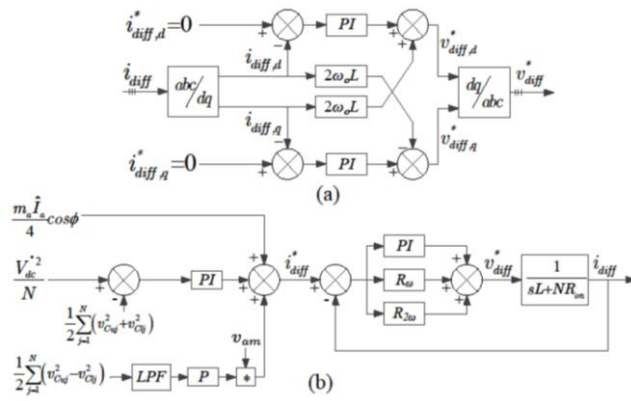 i*diff,d=0
PI
v*diff,d
idiff
abc/dq
idiff,d
2ωoL
2ωoL
idiff,q
dq/abc
v*diff
v*diff,q
i*diff,q=0
PI
(a)
maÎa/4 cosϕ
V*dc²/N
PI
i*diff
PI
Rω
R2ω
v*diff
1/sL+NRon
idiff
1/2∑j=1N(v²Cuj+v²Clj)
vam
1/2∑j=1N(v²Cuj−v²Clj)
LPF
P
*
(b)